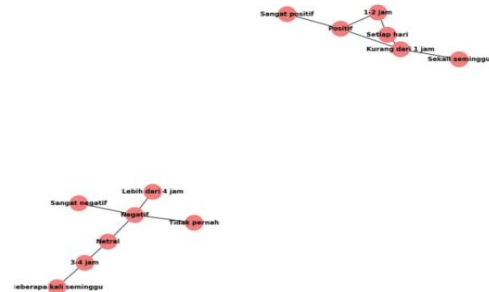 Sangat positif
1-2 jam
Positif
Setiap hari
Kurang dari 1 jam
Sekali seminggu
Lebih dari 4 jam
Sangat negatif
Negatif
Tidak pernah
Netral
3-4 jam
eberapa kali seminggu